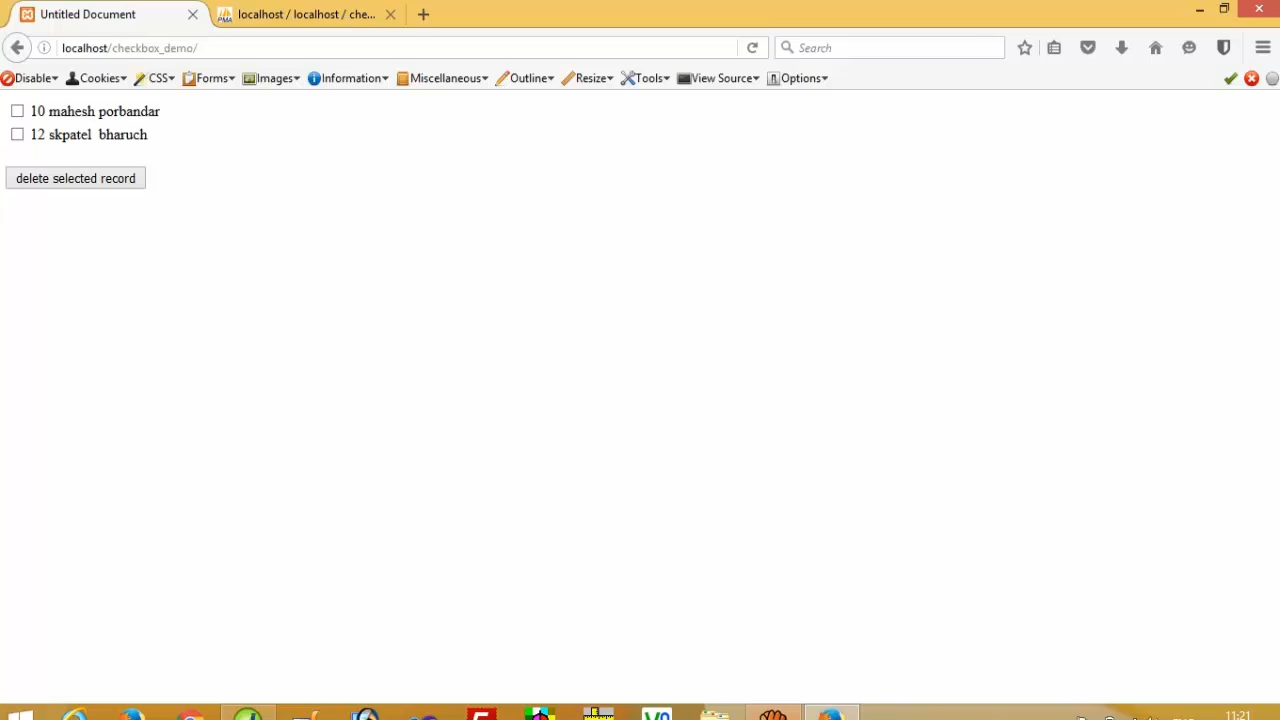 Untitled Document
localhost / localhost / che...
localhost/checkbox_demo/
Search
Disable Cookies CSS Forms Images Information Miscellaneous Outline Resize Tools View Source Options
10 mahesh porbandar
12 skpatel bharuch
delete selected record
11:21